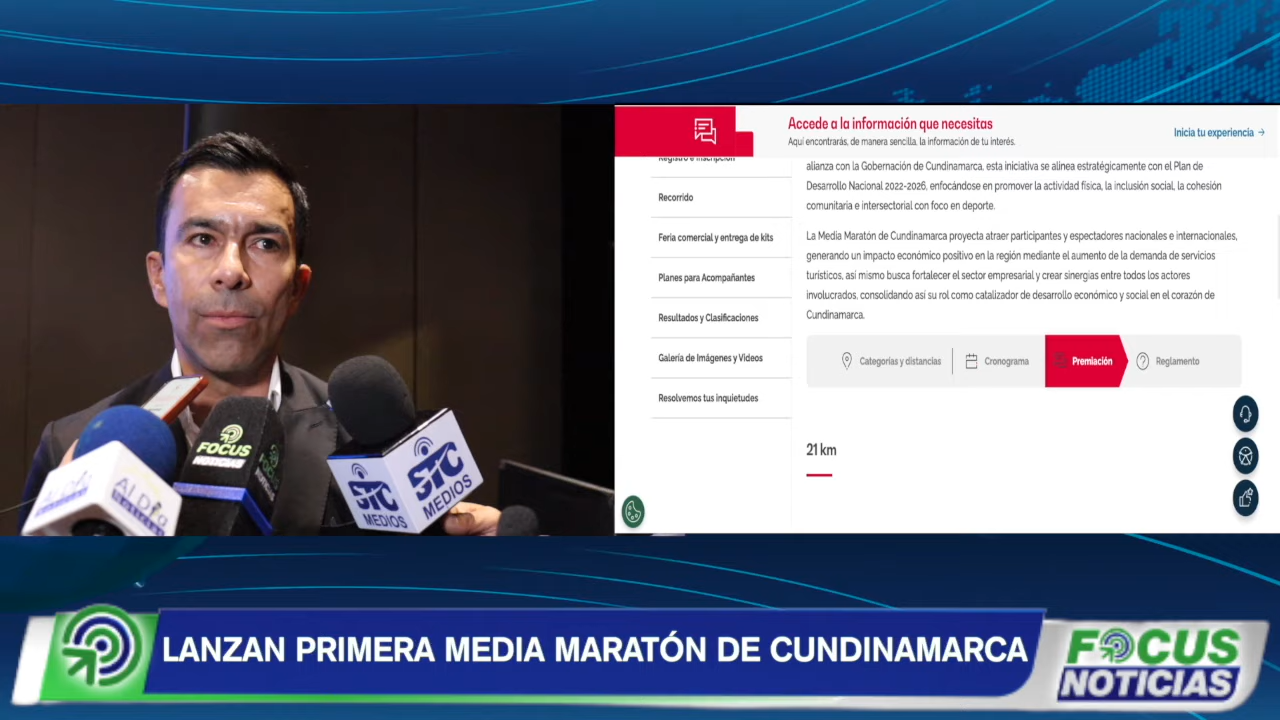 Accede a la información que necesitas
Aquí encontrarás, de manera sencilla, la información de tu interés.
Inicia tu experiencia →
Registro e Inscripción
Recorrido
Feria comercial y entrega de kits
Planes para Acompañantes
Resultados y Clasificaciones
Galería de Imágenes y Videos
Resolvemos tus inquietudes
alianza con la Gobernación de Cundinamarca, esta iniciativa se alinea estratégicamente con el Plan de
Desarrollo Nacional 2022-2026, enfocándose en promover la actividad física, la inclusión social, la cohesión
comunitaria e intersectorial con foco en deporte.
La Media Maratón de Cundinamarca proyecta atraer participantes y espectadores nacionales e internacionales,
generando un impacto económico positivo en la región mediante el aumento de la demanda de servicios
turísticos, así mismo busca fortalecer el sector empresarial y crear sinergias entre todos los actores
involucrados, consolidando así su rol como catalizador de desarrollo económico y social en el corazón de
Cundinamarca.
Categorías y distancias
Cronograma
Premiación
Reglamento
21 km
FOCUS
NOTICIAS
STC
MEDIOS
STC
MEDIOS
Al Día
LANZAN PRIMERA MEDIA MARATÓN DE CUNDINAMARCA
FOCUS
NOTICIAS